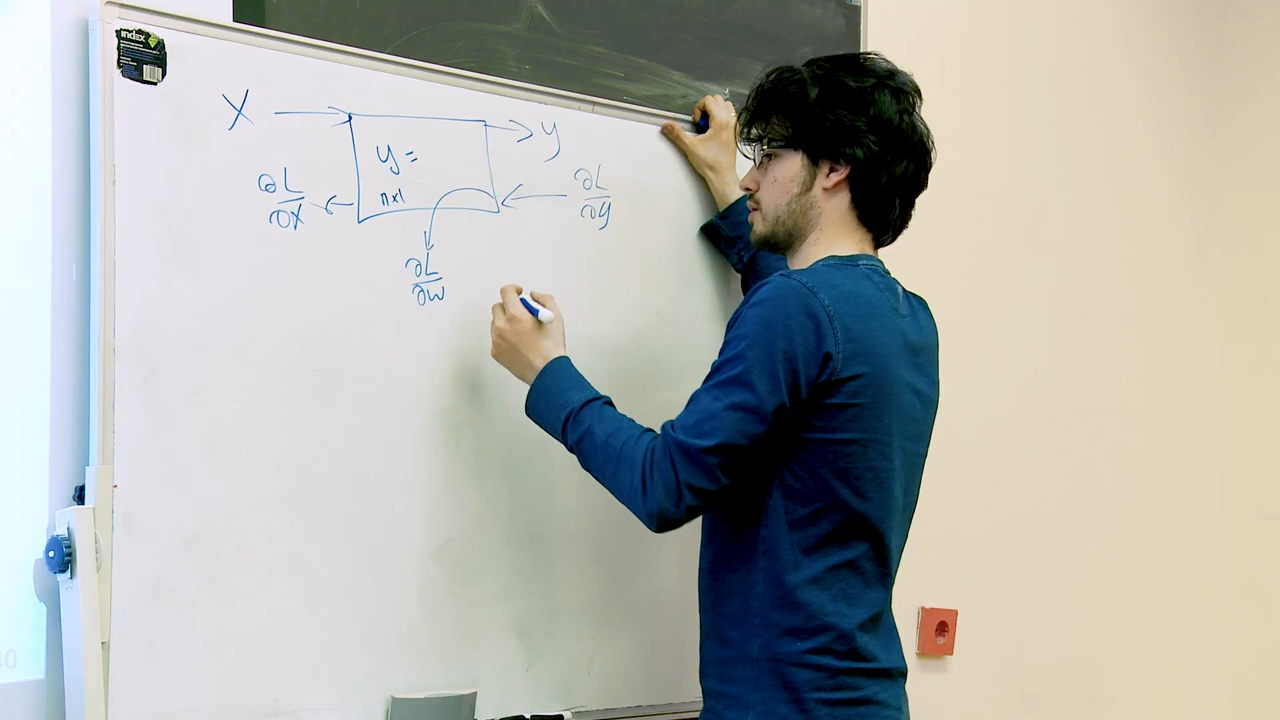 index
X → y
y =
n×1
∂L/∂X ← ← ∂L/∂y
∂L/∂w